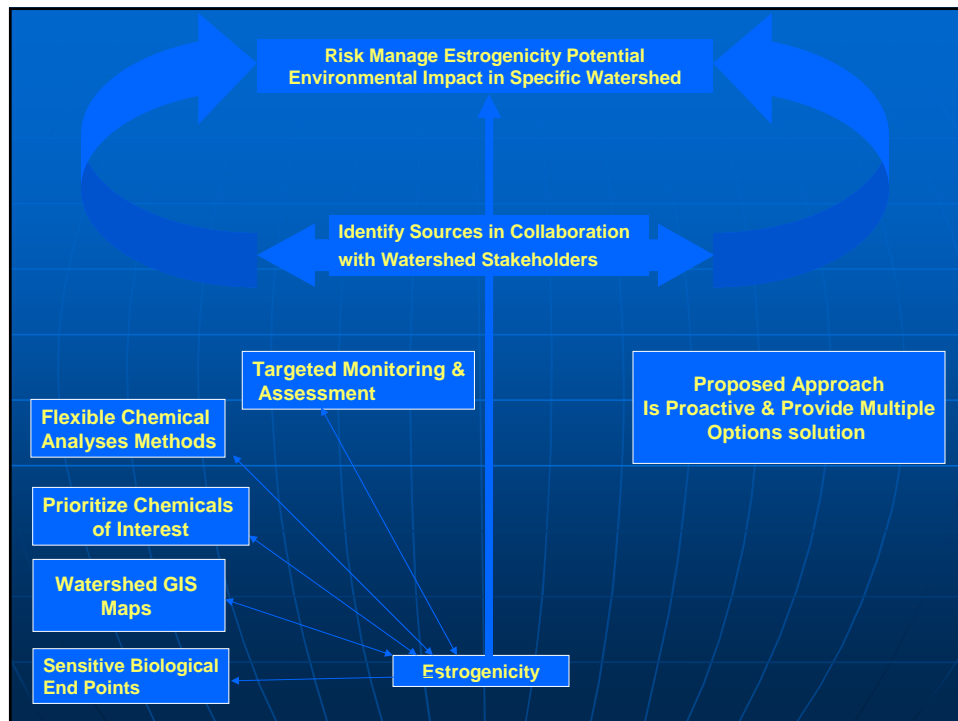 Risk Manage Estrogenicity Potential
Environmental Impact in Specific Watershed
Identify Sources in Collaboration
with Watershed Stakeholders
Targeted Monitoring &
Assessment
Proposed Approach
Is Proactive & Provide Multiple
Options solution
Flexible Chemical
Analyses Methods
Prioritize Chemicals
of Interest
Watershed GIS
Maps
Sensitive Biological
End Points
Estrogenicity